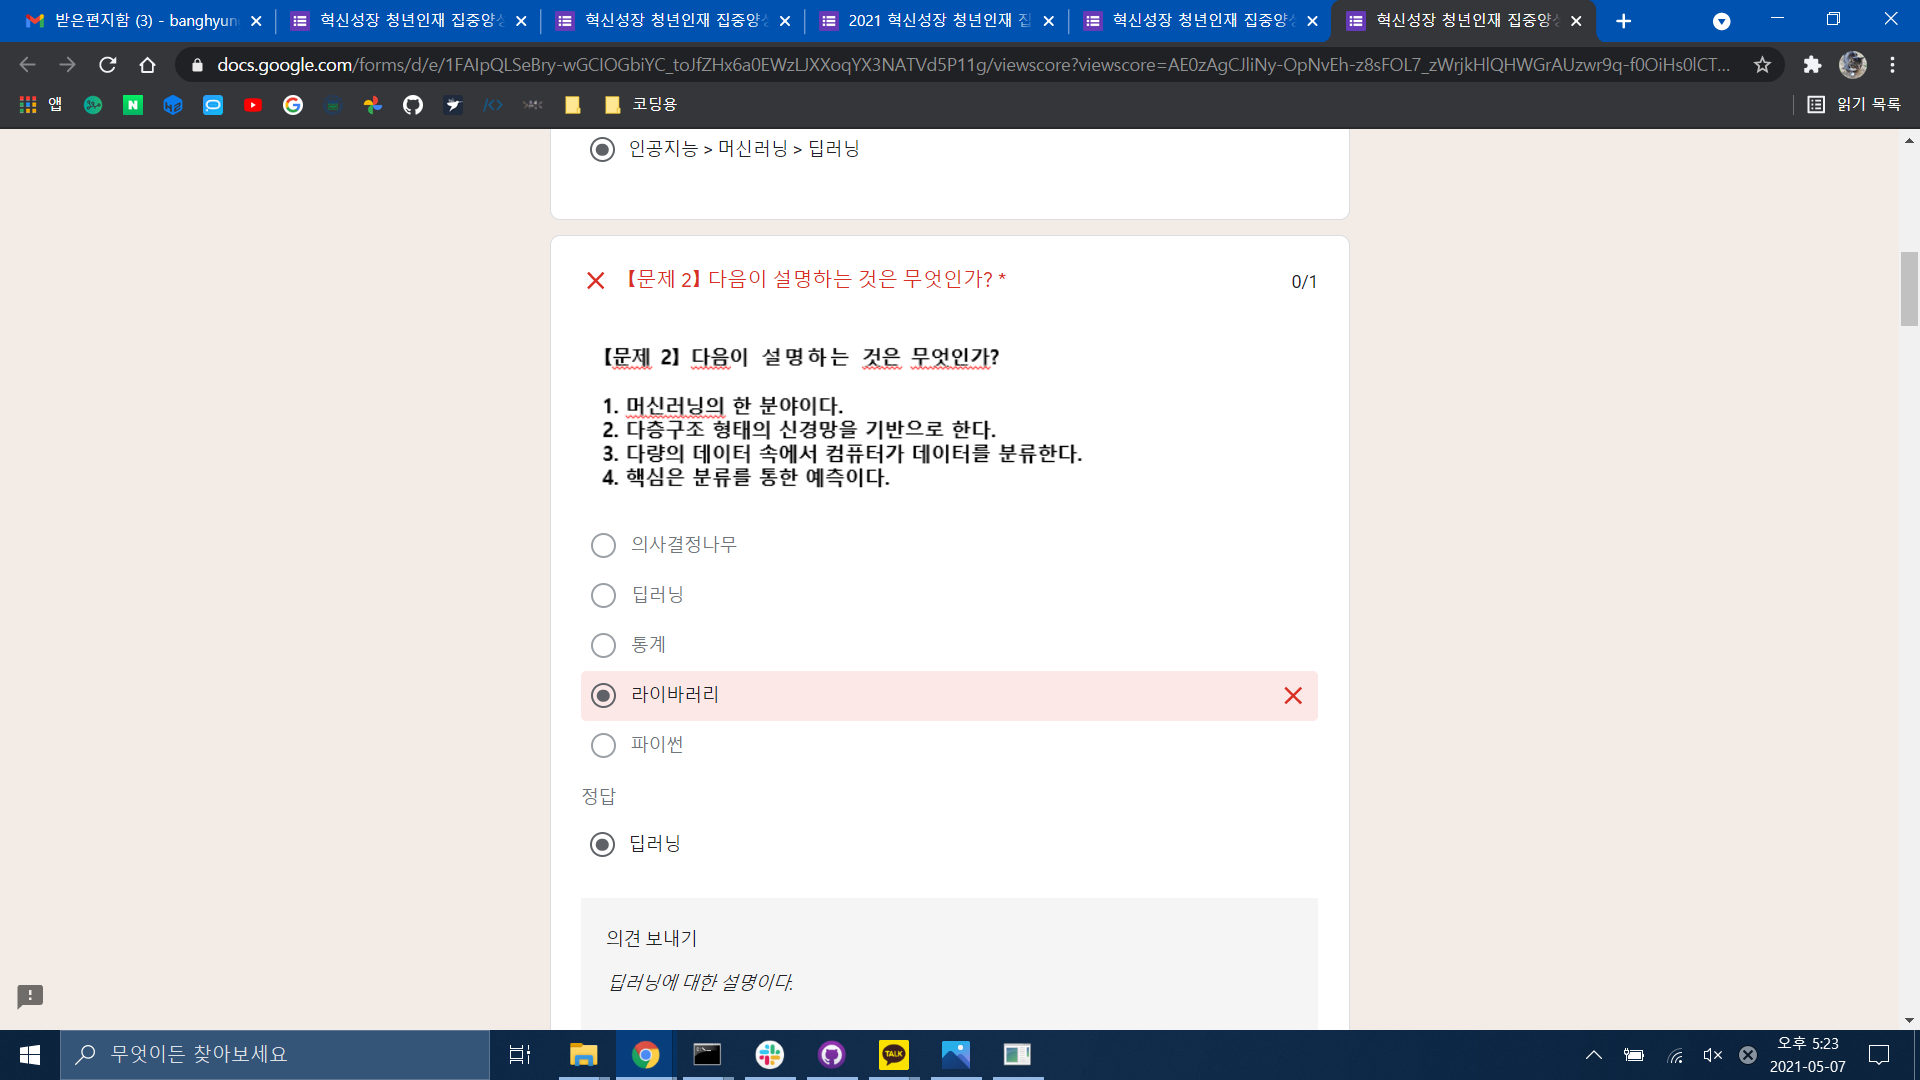 받은편지함 (3) - banghyun
혁신성장 청년인재 집중양성
혁신성장 청년인재 집중양성
2021 혁신성장 청년인재 집
혁신성장 청년인재 집중양성
혁신성장 청년인재 집중양성
docs.google.com/forms/d/e/1FAIpQLSeBry-wGCIOGbiYC_toJfZHx6a0EWzLJXXoqYX3NATVd5P11g/viewscore?viewscore=AE0zAgCJliNy-OpNvEh-z8sFOL7_zWrjkHlQHWGrAUzwr9q-f0OiHs0lCT...
앱
코딩용
읽기 목록
인공지능 > 머신러닝 > 딥러닝
【문제 2】 다음이 설명하는 것은 무엇인가? *
0/1
【문제 2】 다음이 설명하는 것은 무엇인가?
1. 머신러닝의 한 분야이다.
2. 다층구조 형태의 신경망을 기반으로 한다.
3. 다량의 데이터 속에서 컴퓨터가 데이터를 분류한다.
4. 핵심은 분류를 통한 예측이다.
의사결정나무
딥러닝
통계
라이바러리
파이썬
정답
딥러닝
의견 보내기
딥러닝에 대한 설명이다.
무엇이든 찾아보세요
TALK
오후 5:23
2021-05-07